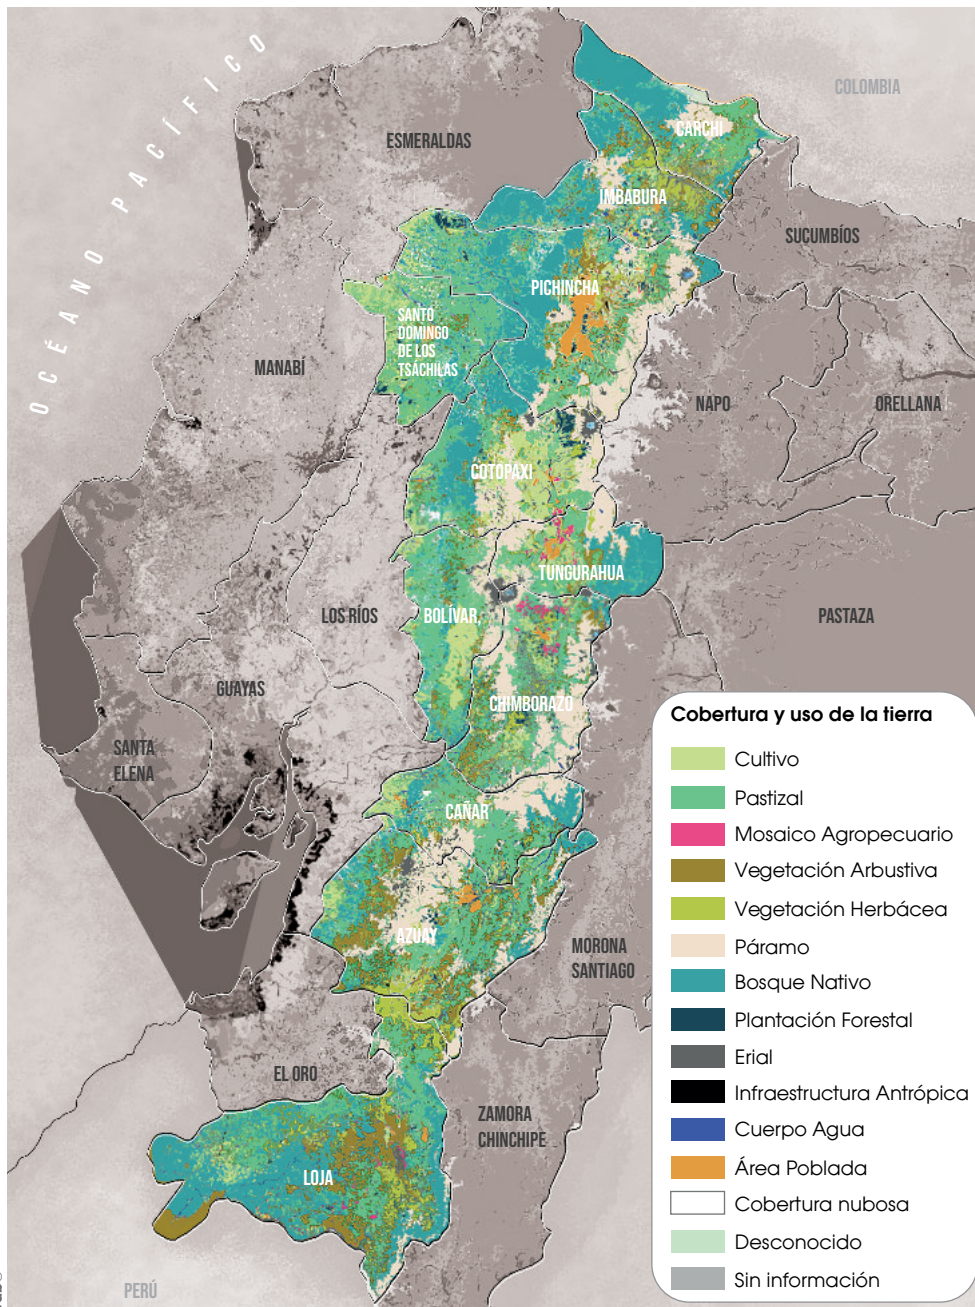 OCÉANO PACÍFICO
COLOMBIA
ESMERALDAS
CARCHI
IMBABURA
SUCUMBÍOS
PICHINCHA
SANTO
DOMINGO
DE LOS
TSÁCHILAS
MANABÍ
NAPO
ORELLANA
COTOPAXI
TUNGURAHUA
LOS RÍOS
BOLÍVAR,
PASTAZA
GUAYAS
CHIMBORAZO
SANTA
ELENA
CAÑAR
AZUAY
MORONA
SANTIAGO
EL ORO
ZAMORA
CHINCHIPE
LOJA
PERÚ
Cobertura y uso de la tierra
Cultivo
Pastizal
Mosaico Agropecuario
Vegetación Arbustiva
Vegetación Herbácea
Páramo
Bosque Nativo
Plantación Forestal
Erial
Infraestructura Antrópica
Cuerpo Agua
Área Poblada
Cobertura nubosa
Desconocido
Sin información